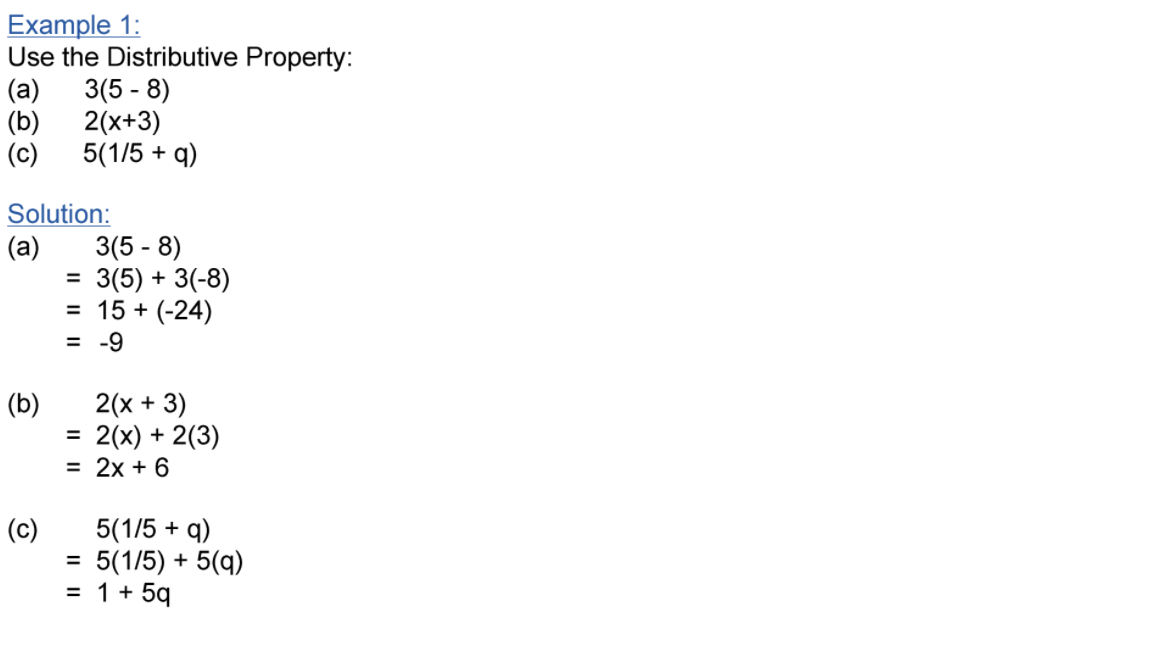 Example 1:
Use the Distributive Property:
(a) 3(5 - 8)
(b) 2(x+3)
(c) 5(1/5 + q)
Solution:
(a) 3(5 - 8)
= 3(5) + 3(-8)
= 15 + (-24)
= -9
(b) 2(x + 3)
= 2(x) + 2(3)
= 2x + 6
(c) 5(1/5 + q)
= 5(1/5) + 5(q)
= 1 + 5q